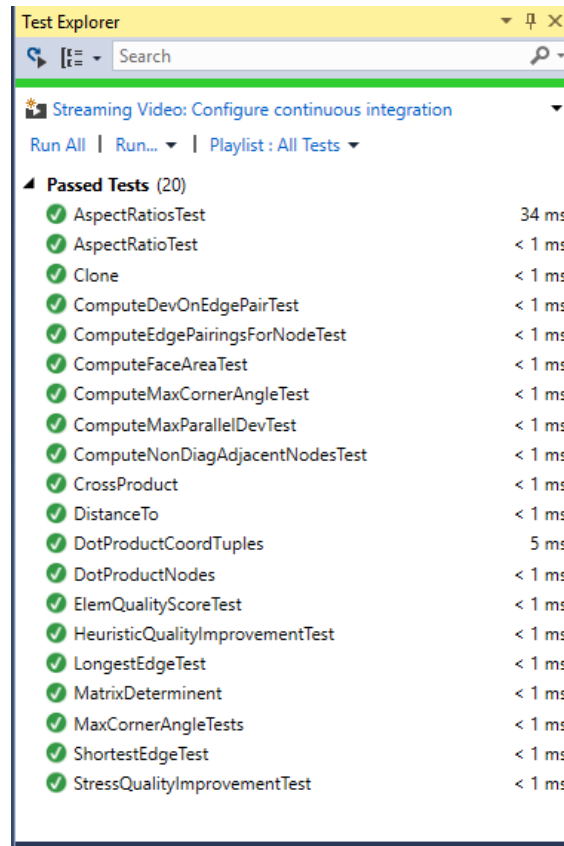 Test Explorer
Search
Streaming Video: Configure continuous integration
Run All | Run... | Playlist : All Tests
Passed Tests (20)
AspectRatiosTest 34 ms
AspectRatioTest < 1 ms
Clone < 1 ms
ComputeDevOnEdgePairTest < 1 ms
ComputeEdgePairingsForNodeTest < 1 ms
ComputeFaceAreaTest < 1 ms
ComputeMaxCornerAngleTest < 1 ms
ComputeMaxParallelDevTest < 1 ms
ComputeNonDiagAdjacentNodesTest < 1 ms
CrossProduct < 1 ms
DistanceTo < 1 ms
DotProductCoordTuples 5 ms
DotProductNodes < 1 ms
ElemQualityScoreTest < 1 ms
HeuristicQualityImprovementTest < 1 ms
LongestEdgeTest < 1 ms
MatrixDeterminent < 1 ms
MaxCornerAngleTests < 1 ms
ShortestEdgeTest < 1 ms
StressQualityImprovementTest < 1 ms